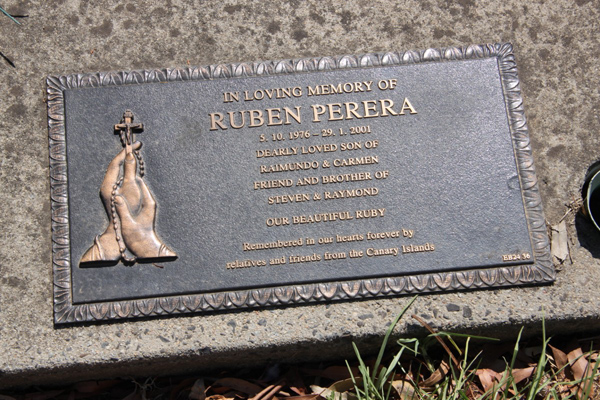 IN LOVING MEMORY OF
RUBEN PERERA
5. 10. 1976 – 29. 1. 2001
DEARLY LOVED SON OF
RAIMUNDO & CARMEN
FRIEND AND BROTHER OF
STEVEN & RAYMOND
OUR BEAUTIFUL RUBY
Remembered in our hearts forever by
relatives and friends from the Canary Islands
EB24 36